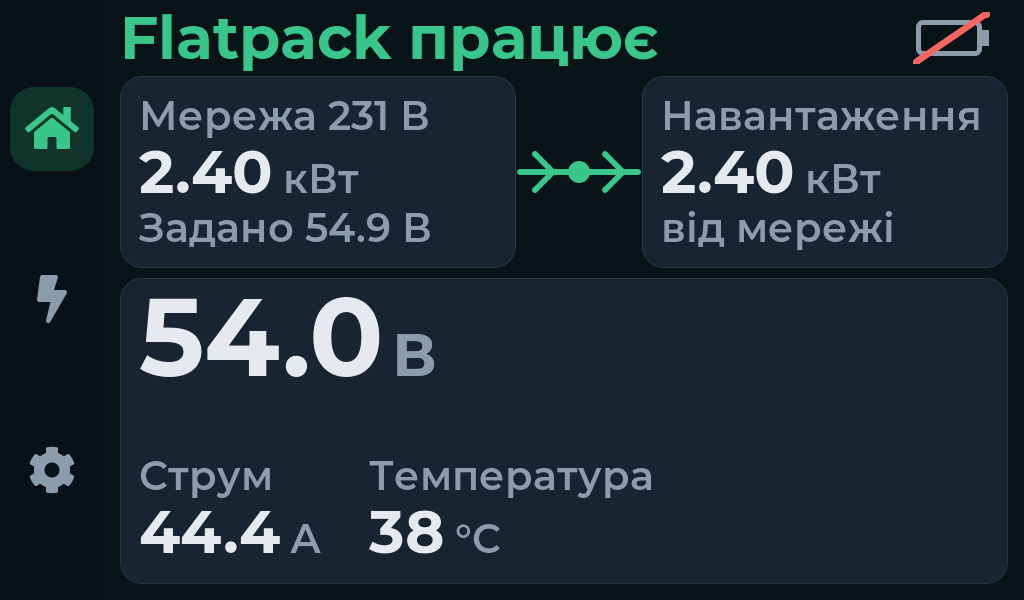 Flatpack працює
Мережа 231 В
2.40 кВт
Задано 54.9 В
Навантаження
2.40 кВт
від мережі
54.0 В
Струм
44.4 А
Температура
38 °C